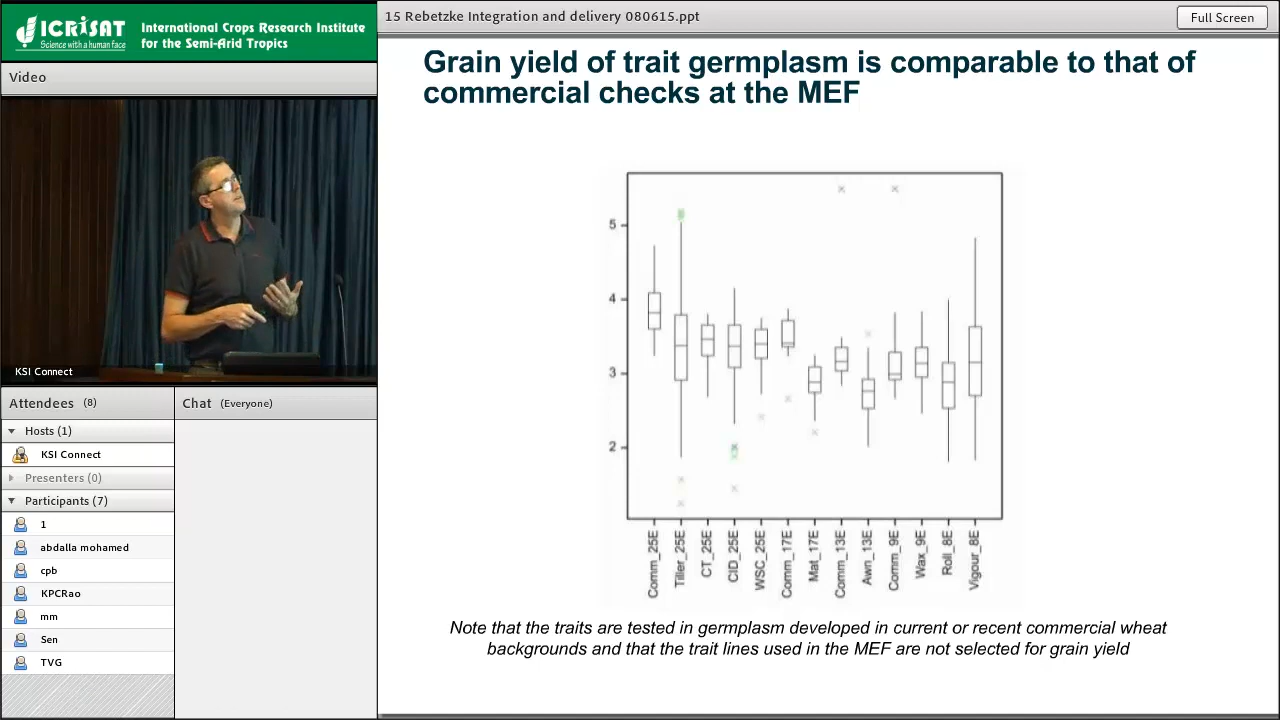 ICRISAT
Science with a human face
International Crops Research Institute
for the Semi-Arid Tropics
15 Rebetzke Integration and delivery 080615.ppt
Full Screen
Video
KSI Connect
Attendees (8)
Hosts (1)
KSI Connect
Presenters (0)
Participants (7)
1
abdalla mohamed
cpb
KPCRao
mm
Sen
TVG
Chat (Everyone)
Grain yield of trait germplasm is comparable to that of
commercial checks at the MEF
5
4
3
2
Comm_25E
Tiller_25E
CT_25E
CID_25E
WSC_25E
Comm_17E
Mat_17E
Comm_13E
Awn_13E
Comm_9E
Wax_9E
Roll_8E
Vigour_8E
Note that the traits are tested in germplasm developed in current or recent commercial wheat
backgrounds and that the trait lines used in the MEF are not selected for grain yield